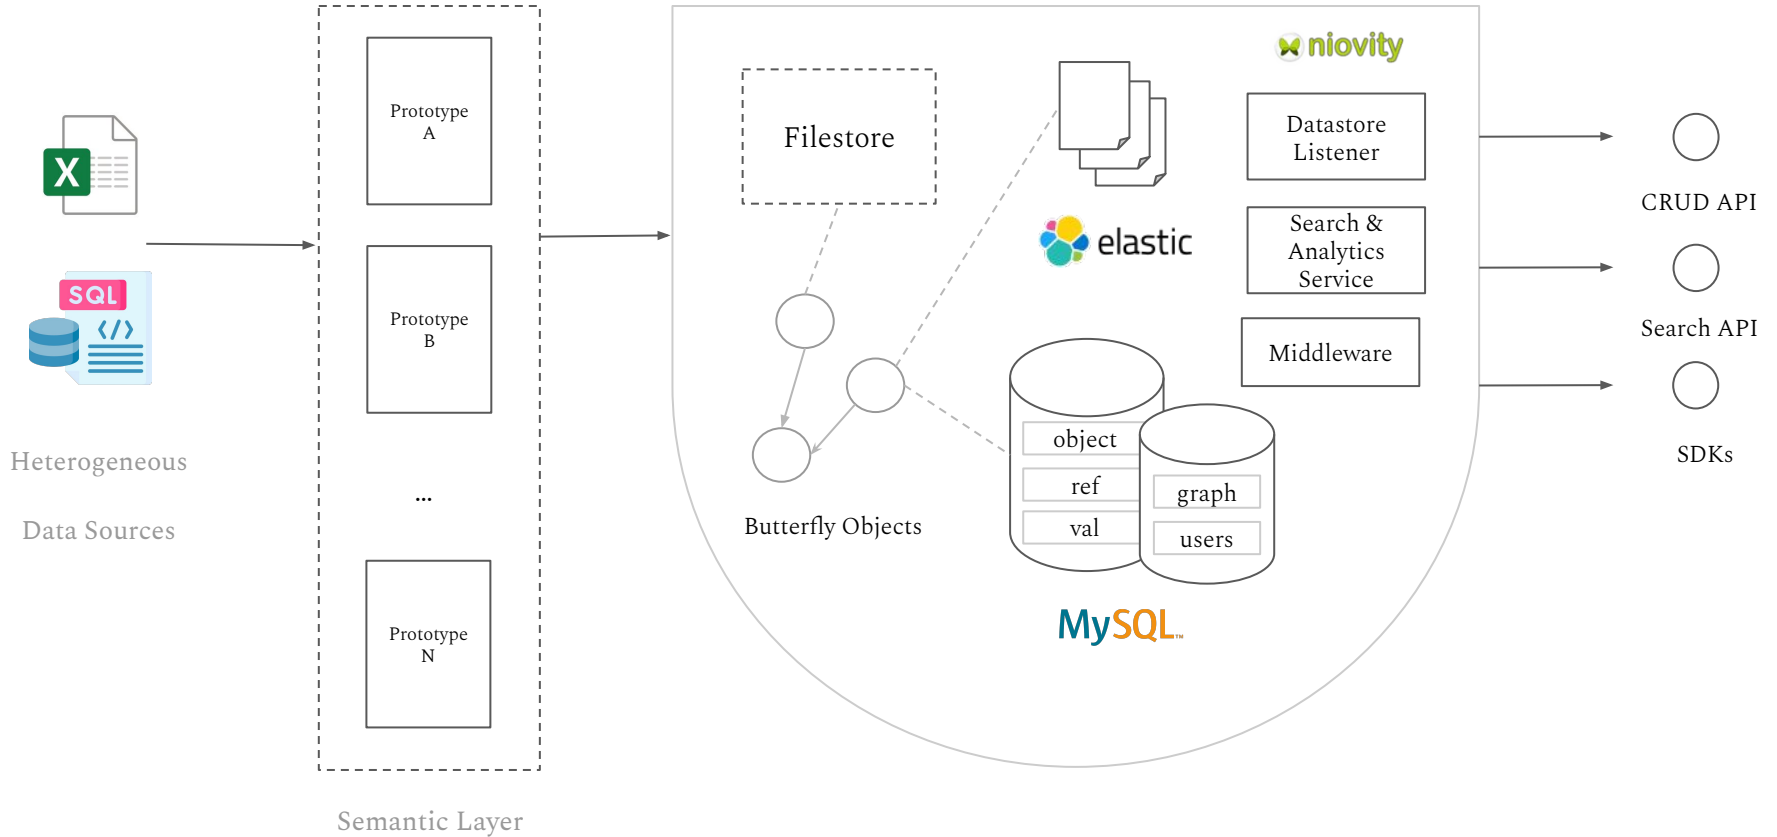 X
SQL
</>
Heterogeneous
Data Sources
Prototype
A
Prototype
B
...
Prototype
N
Semantic Layer
Filestore
Butterfly Objects
elastic
object
ref
val
graph
users
MySQL™
niovity
Datastore
Listener
Search &
Analytics
Service
Middleware
CRUD API
Search API
SDKs